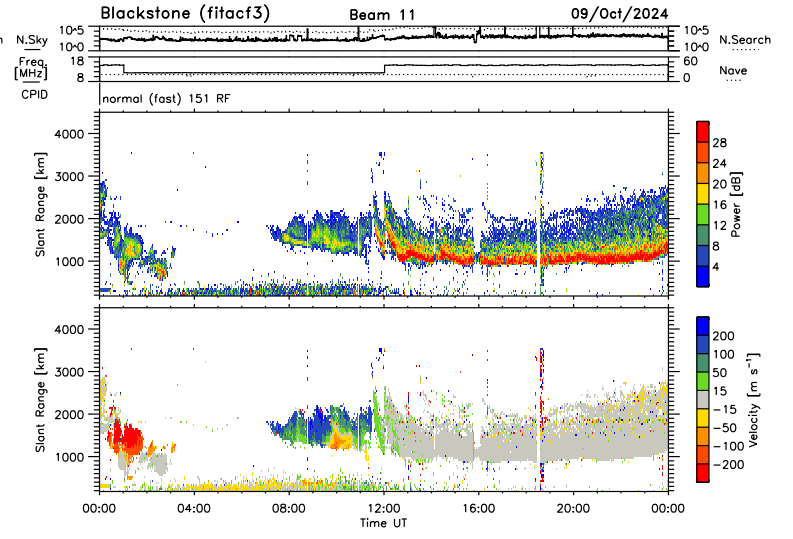 Blackstone (fitacf3)
Beam 11
09/Oct/2024
N.Sky
10^5
10^0
10^5
10^0
N.Search
Freq.
[MHz]
18
8
60
0
Nave
CPID
normal (fast) 151 RF
Slant Range [km]
4000
3000
2000
1000
28
24
20
16
12
8
4
Power [dB]
Slant Range [km]
4000
3000
2000
1000
200
100
50
15
-15
-50
-100
-200
Velocity [m s⁻¹]
00:00 04:00 08:00 12:00 16:00 20:00 00:00
Time UT